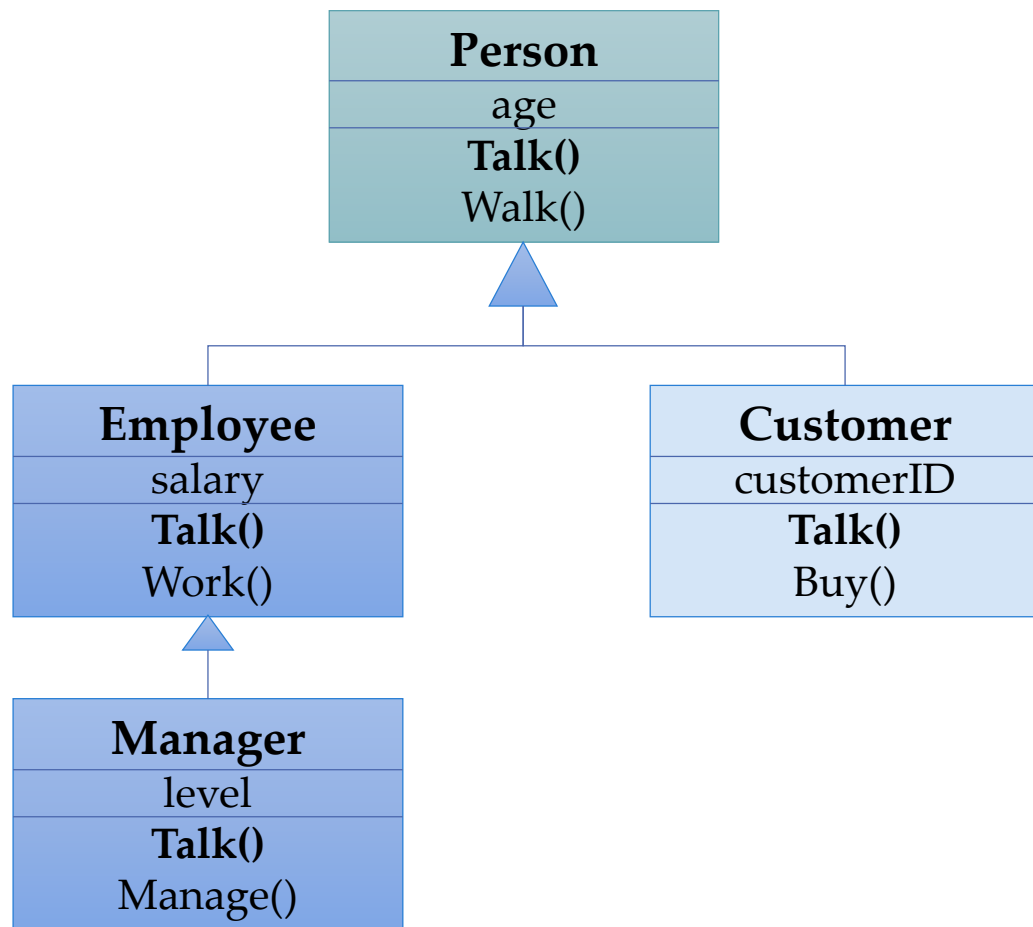 Person
age
Talk()
Walk()
Employee
salary
Talk()
Work()
Customer
customerID
Talk()
Buy()
Manager
level
Talk()
Manage()